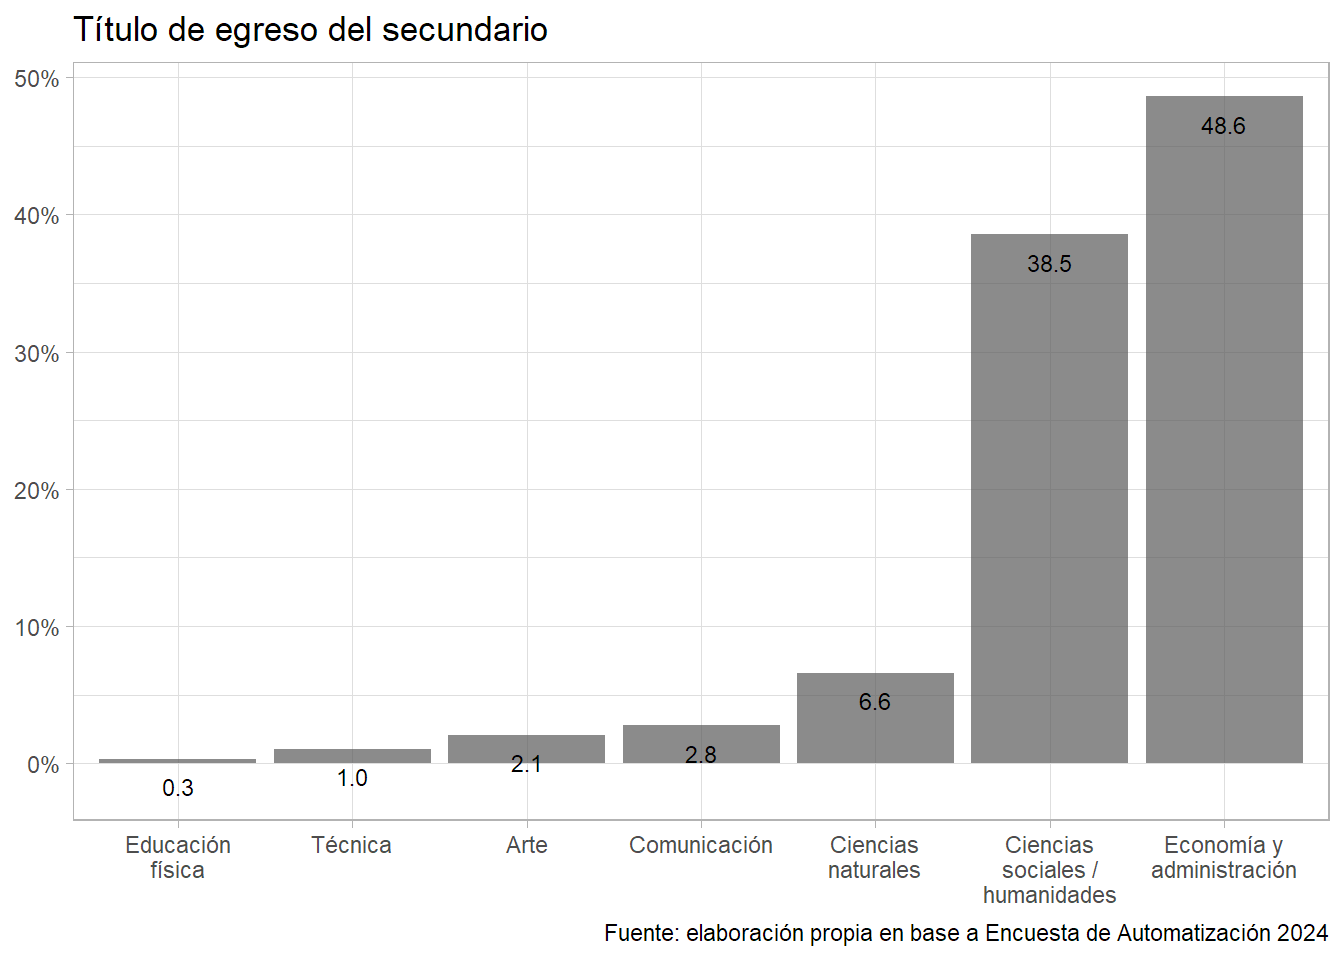 Título de egreso del secundario
50%
40%
30%
20%
10%
0%
0.3
1.0
2.1
2.8
6.6
38.5
48.6
Educación
física
Técnica
Arte
Comunicación
Ciencias
naturales
Ciencias
sociales /
humanidades
Economía y
administración
Fuente: elaboración propia en base a Encuesta de Automatización 2024